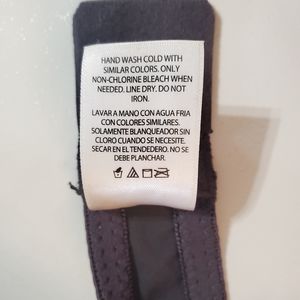 HAND WASH COLD WITH
SIMILAR COLORS. ONLY
NON-CHLORINE BLEACH WHEN
NEEDED. LINE DRY. DO NOT
IRON.
LAVAR A MANO CON AGUA FRIA
CON COLORES SIMILARES.
SOLAMENTE BLANQUEADOR SIN
CLORO CUANDO SE NECESITE.
SECAR EN EL TENDEDERO. NO SE
DEBE PLANCHAR.